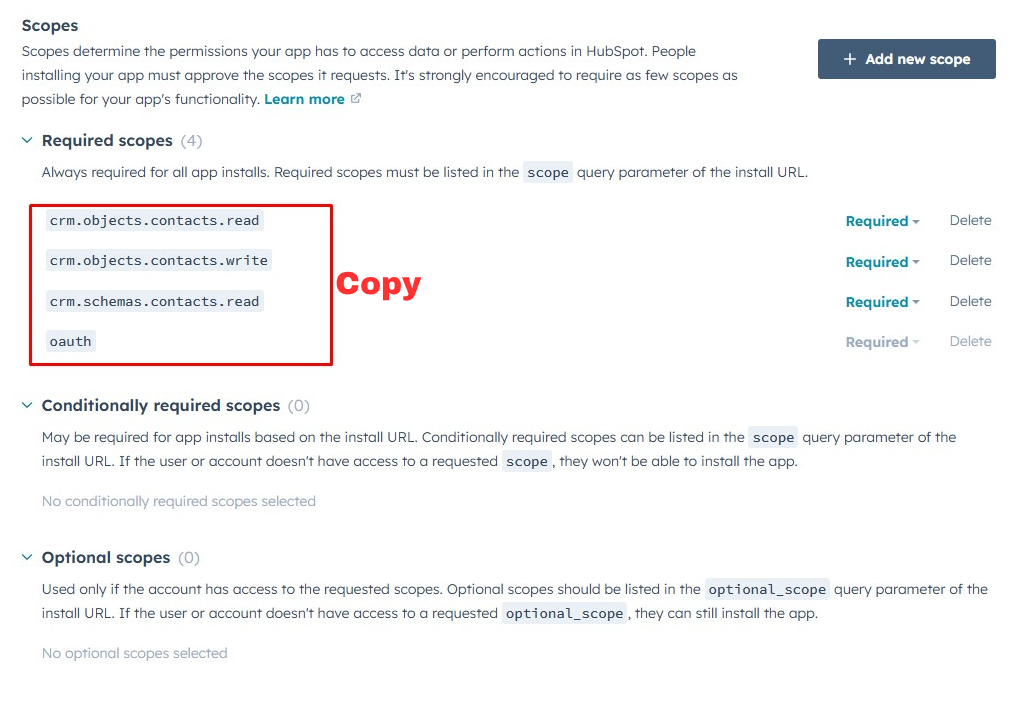 Scopes
Scopes determine the permissions your app has to access data or perform actions in HubSpot. People
installing your app must approve the scopes it requests. It's strongly encouraged to require as few scopes as
possible for your app's functionality. Learn more
+ Add new scope
Required scopes (4)
Always required for all app installs. Required scopes must be listed in the scope query parameter of the install URL.
crm.objects.contacts.read Required Delete
crm.objects.contacts.write Required Delete
Copy
crm.schemas.contacts.read Required Delete
oauth Required Delete
Conditionally required scopes (0)
May be required for app installs based on the install URL. Conditionally required scopes can be listed in the scope query parameter of the
install URL. If the user or account doesn't have access to a requested scope, they won't be able to install the app.
No conditionally required scopes selected
Optional scopes (0)
Used only if the account has access to the requested scopes. Optional scopes should be listed in the optional_scope query parameter of the
install URL. If the user or account doesn't have access to a requested optional_scope, they can still install the app.
No optional scopes selected